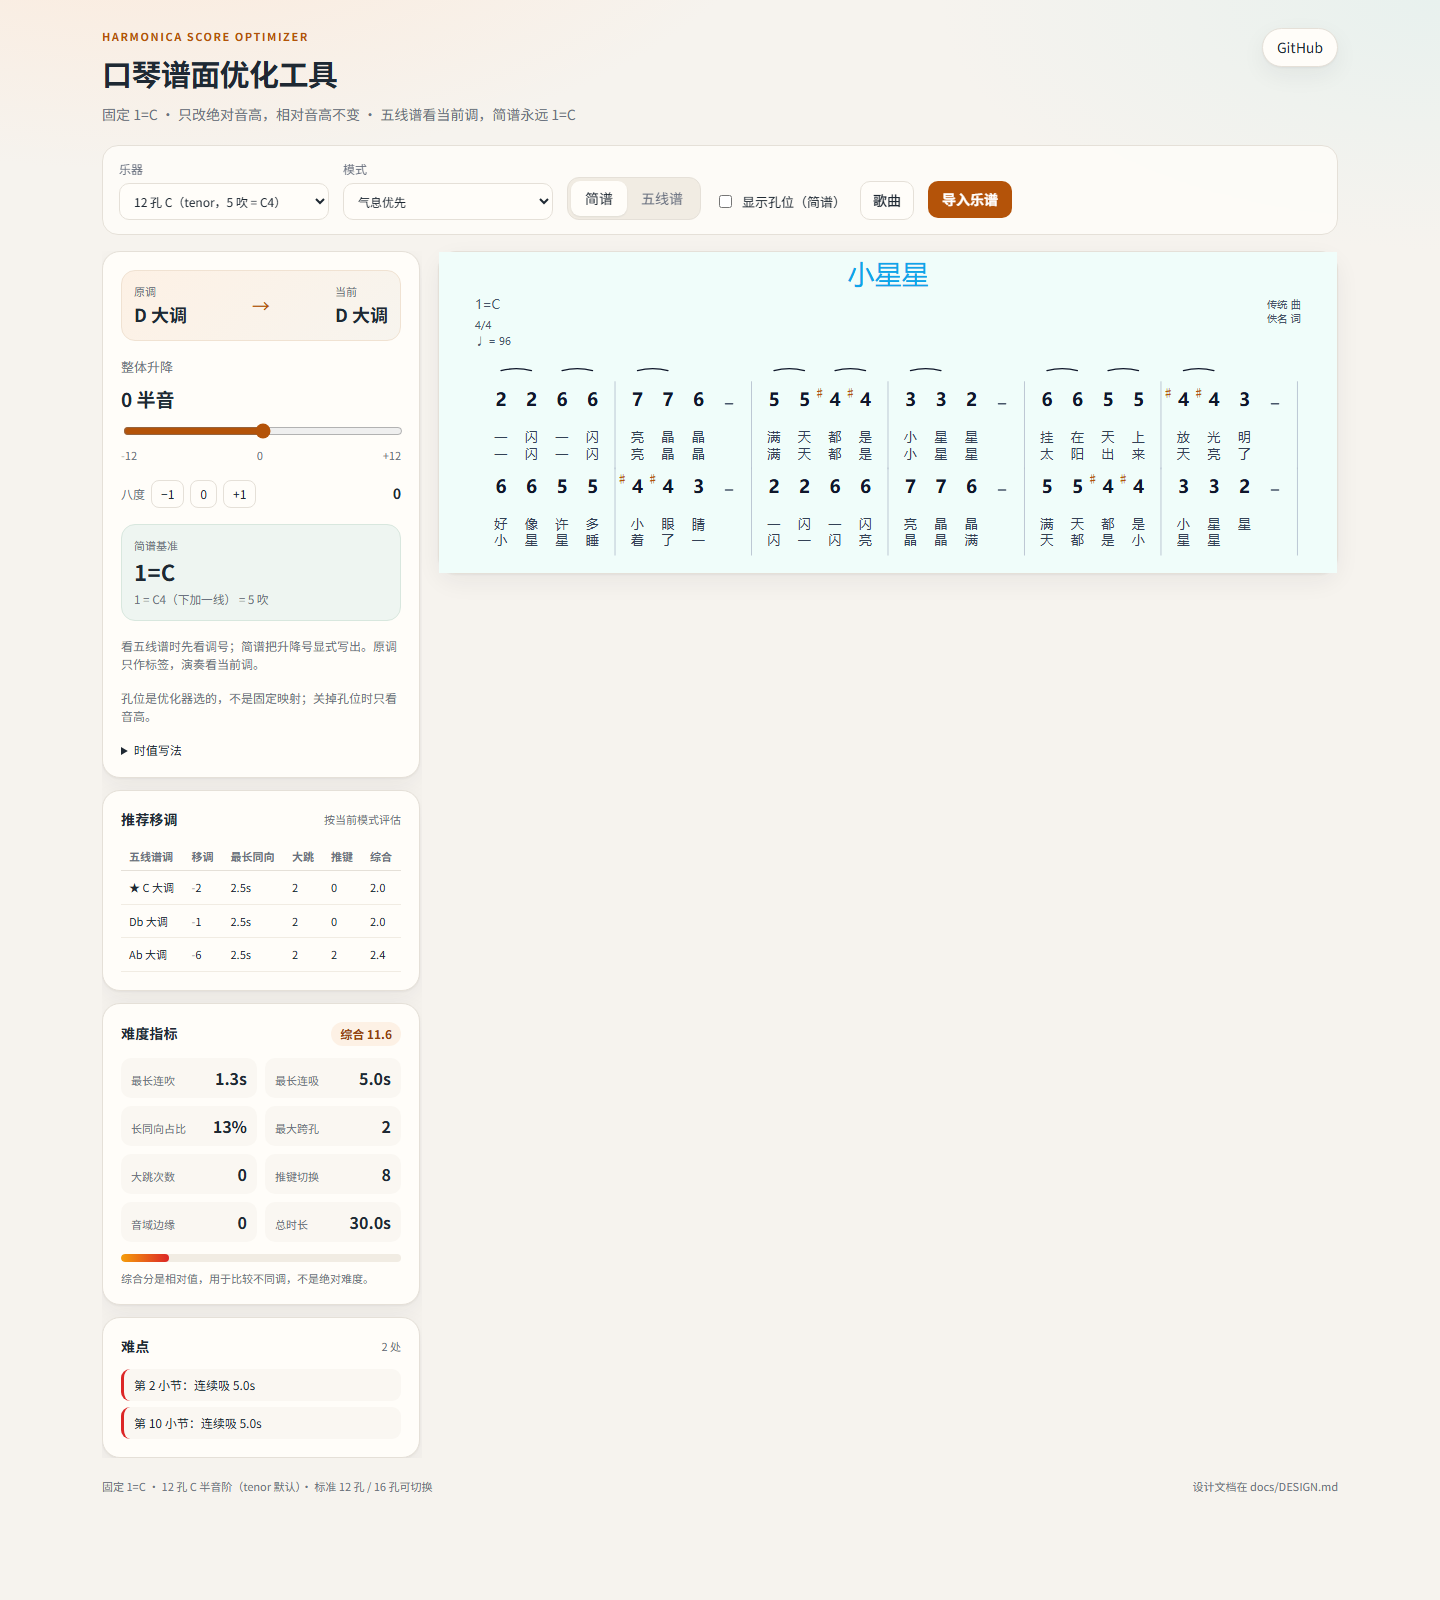 HARMONICA SCORE OPTIMIZER
GitHub
口琴谱面优化工具
固定 1=C · 只改绝对音高，相对音高不变 · 五线谱看当前调，简谱永远 1=C
乐器
模式
12 孔 C（tenor，5 吹 = C4）
气息优先
简谱
五线谱
显示孔位（简谱）
歌曲
导入乐谱
原调
D 大调
→
当前
D 大调
整体升降
0 半音
-12
0
+12
八度
−1
0
+1
0
简谱基准
1=C
1 = C4（下加一线） = 5 吹
看五线谱时先看调号；简谱把升降号显式写出。原调
只作标签，演奏看当前调。
孔位是优化器选的，不是固定映射；关掉孔位时只看
音高。
▶ 时值写法
推荐移调
按当前模式评估
五线谱调 移调 最长同向 大跳 推键 综合
★ C 大调 -2 2.5s 2 0 2.0
Db 大调 -1 2.5s 2 0 2.0
Ab 大调 -6 2.5s 2 2 2.4
难度指标
综合 11.6
最长连吹 1.3s
最长连吸 5.0s
长同向占比 13%
最大跨孔 2
大跳次数 0
推键切换 8
音域边缘 0
总时长 30.0s
综合分是相对值，用于比较不同调，不是绝对难度。
难点
2 处
第 2 小节：连续吸 5.0s
第 10 小节：连续吸 5.0s
小星星
1=C
4/4
♩ = 96
传统 曲
佚名 词
2 2 6 6 7 7 6 – 5 5 ♯4 ♯4 3 3 2 – 6 6 5 5 ♯4 ♯4 3 –
一 闪 一 闪 亮 晶 晶 满 天 都 是 小 星 星 挂 在 天 上 放 光 明
一 闪 一 闪 亮 晶 晶 满 天 都 是 小 星 星 太 阳 出 来 天 亮 了
6 6 5 5 ♯4 ♯4 3 – 2 2 6 6 7 7 6 – 5 5 ♯4 ♯4 3 3 2 –
好 像 许 多 小 眼 睛 一 闪 一 闪 亮 晶 晶 满 天 都 是 小 星 星
小 星 星 睡 着 了 一 闪 一 闪 亮 晶 晶 满 天 都 是 小 星 星
固定 1=C · 12 孔 C 半音阶（tenor 默认）· 标准 12 孔 / 16 孔可切换
设计文档在 docs/DESIGN.md